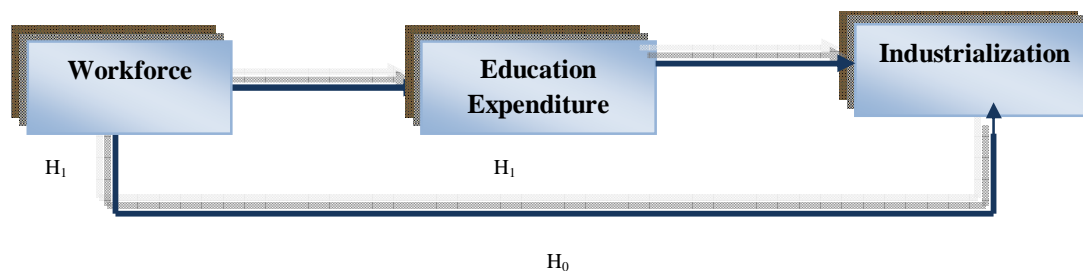 Workforce
Education
Expenditure
Industrialization
H₁
H₁
H₀